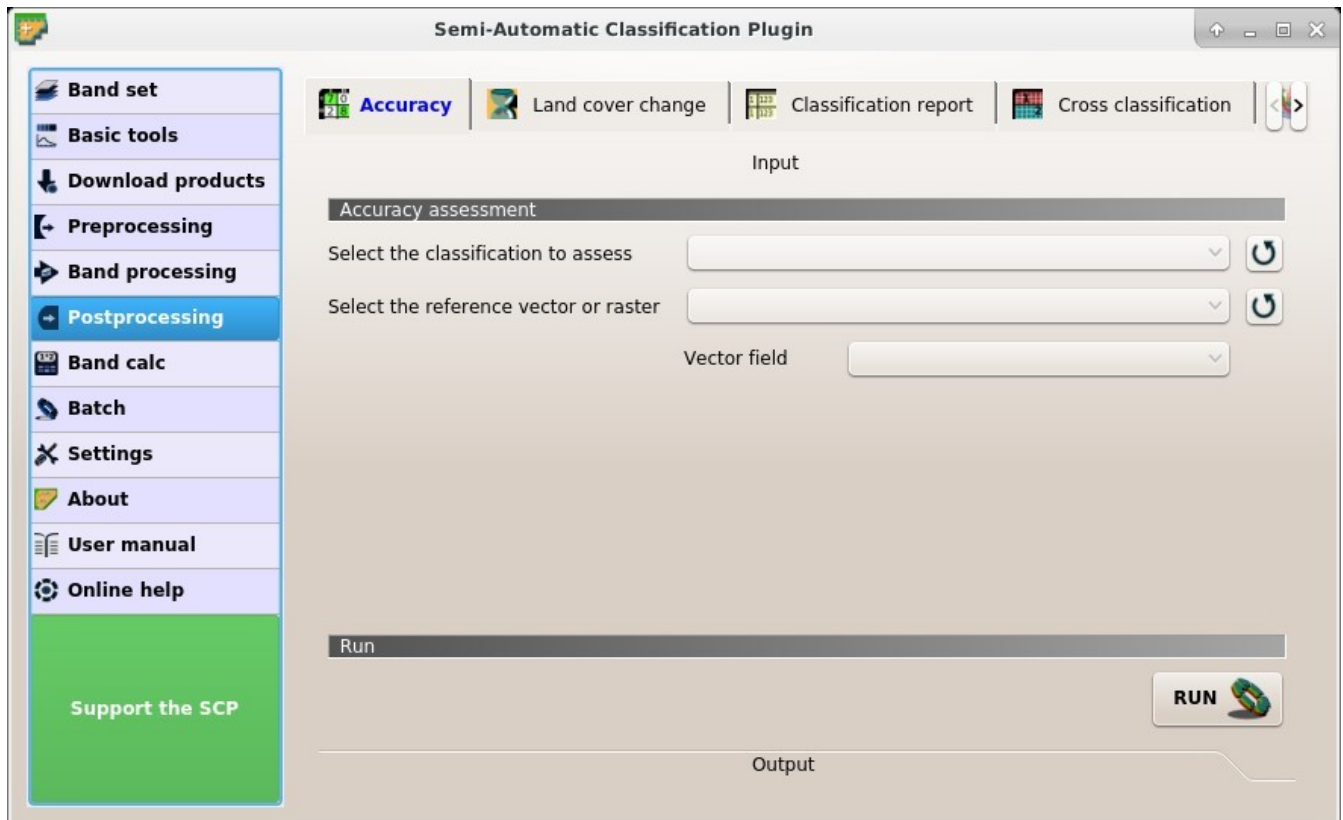 Semi-Automatic Classification Plugin
Band set
Basic tools
Download products
Preprocessing
Band processing
Postprocessing
Band calc
Batch
Settings
About
User manual
Online help
Support the SCP
Accuracy
Land cover change
Classification report
Cross classification
Input
Accuracy assessment
Select the classification to assess
Select the reference vector or raster
Vector field
Run
RUN
Output